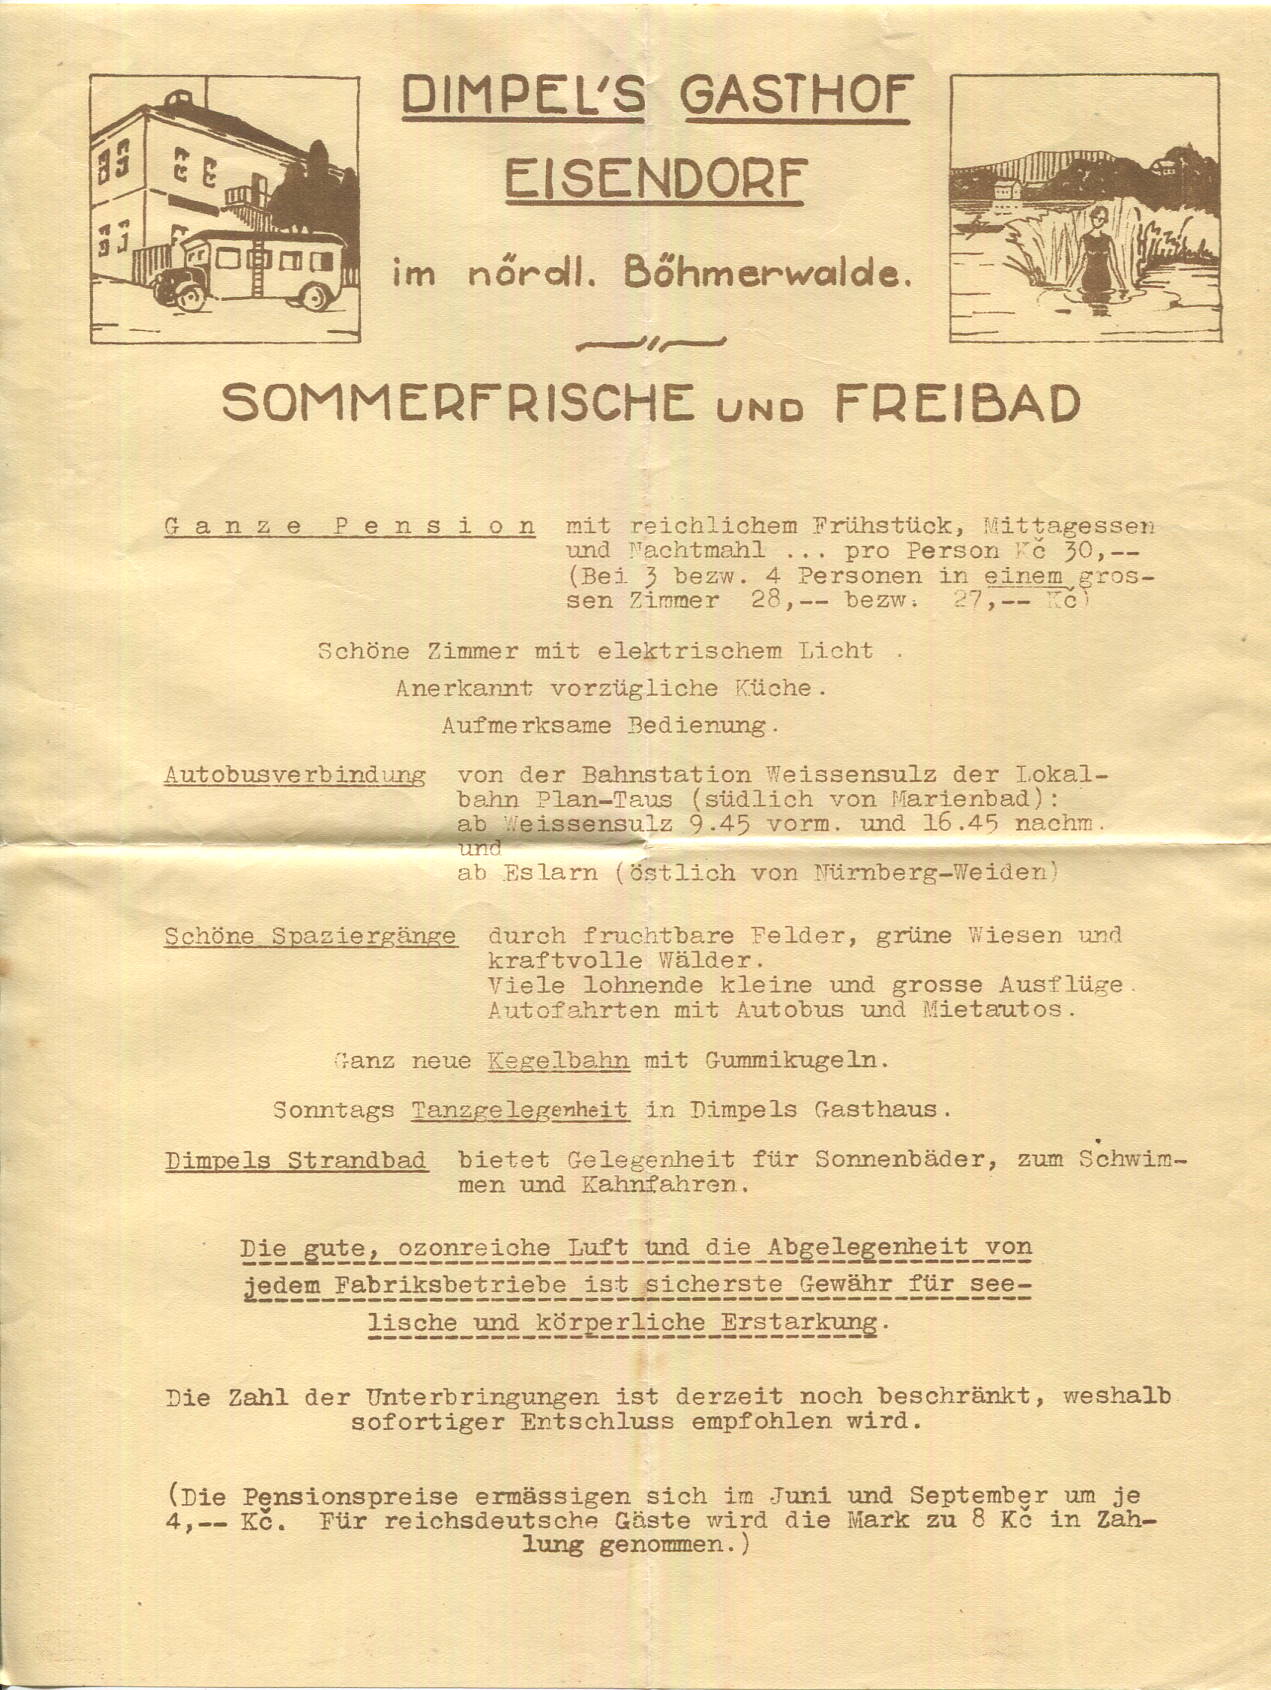 DIMPEL'S GASTHOF
EISENDORF
im nördl. Böhmerwalde.
SOMMERFRISCHE UND FREIBAD
Ganze Pension mit reichlichem Frühstück, Mittagessen
und Nachtmahl ... pro Person Kč 30,--
(Bei 3 bezw. 4 Personen in einem gros-
sen Zimmer 28,-- bezw. 27,-- Kč)
Schöne Zimmer mit elektrischem Licht .
Anerkannt vorzügliche Küche.
Aufmerksame Bedienung.
Autobusverbindung von der Bahnstation Weissensulz der Lokal-
bahn Plan-Taus (südlich von Marienbad):
ab Weissensulz 9.45 vorm. und 16.45 nachm.
und
ab Eslarn (östlich von Nürnberg-Weiden)
Schöne Spaziergänge durch fruchtbare Felder, grüne Wiesen und
kraftvolle Wälder.
Viele lohnende kleine und grosse Ausflüge.
Autofahrten mit Autobus und Mietautos.
Ganz neue Kegelbahn mit Gummikugeln.
Sonntags Tanzgelegenheit in Dimpels Gasthaus.
Dimpels Strandbad bietet Gelegenheit für Sonnenbäder, zum Schwim-
men und Kahnfahren.
Die gute, ozonreiche Luft und die Abgelegenheit von
jedem Fabriksbetriebe ist sicherste Gewähr für see-
lische und körperliche Erstarkung.
Die Zahl der Unterbringungen ist derzeit noch beschränkt, weshalb
sofortiger Entschluss empfohlen wird.
(Die Pensionspreise ermässigen sich im Juni und September um je
4,-- Kč. Für reichsdeutsche Gäste wird die Mark zu 8 Kč in Zah-
lung genommen.)